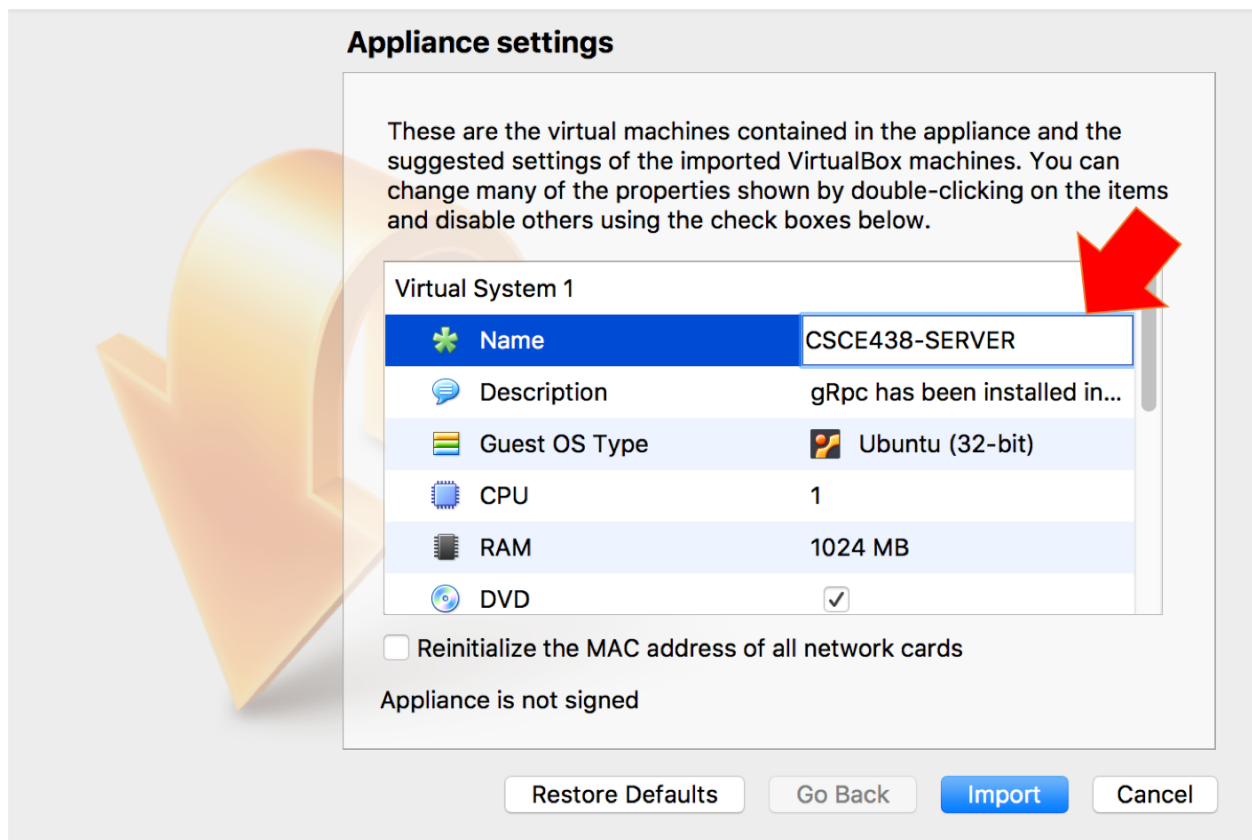 Appliance settings
These are the virtual machines contained in the appliance and the
suggested settings of the imported VirtualBox machines. You can
change many of the properties shown by double-clicking on the items
and disable others using the check boxes below.
Virtual System 1
Name CSCE438-SERVER
Description gRpc has been installed in...
Guest OS Type Ubuntu (32-bit)
CPU 1
RAM 1024 MB
DVD
Reinitialize the MAC address of all network cards
Appliance is not signed
Restore Defaults Go Back Import Cancel